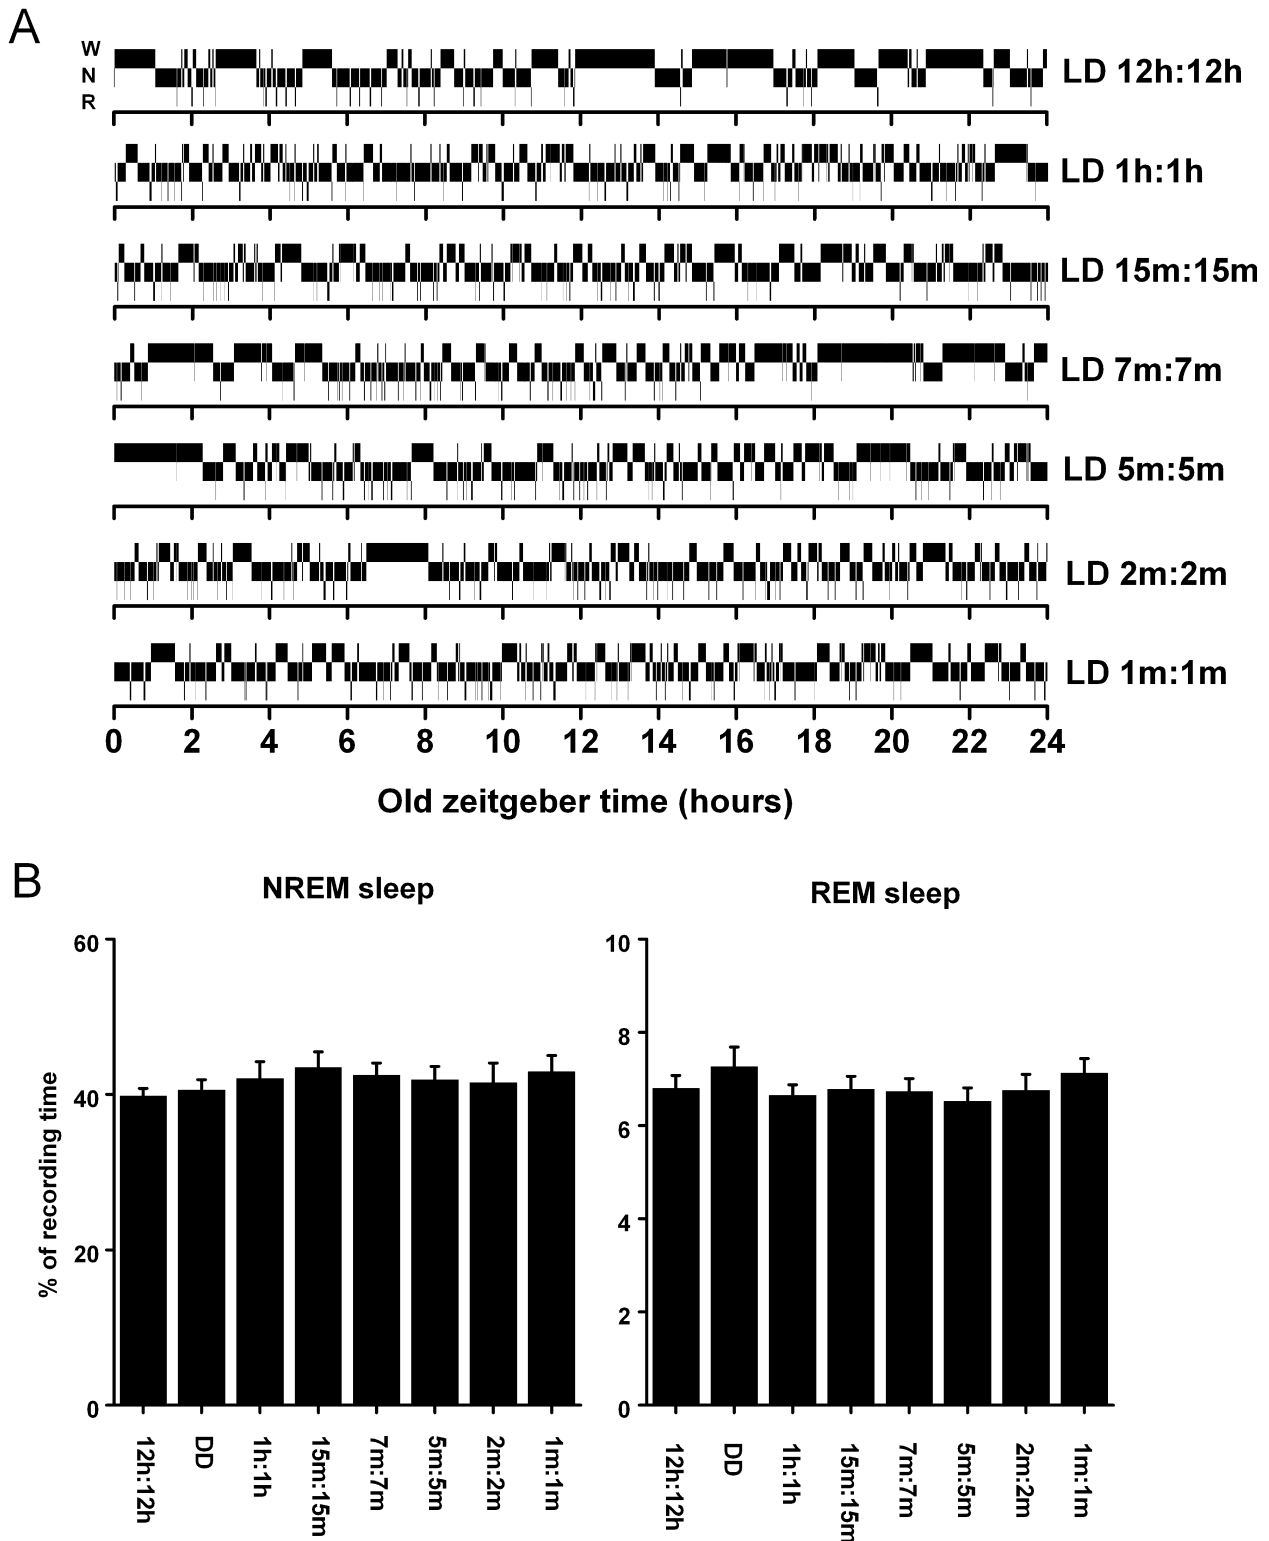 A
W
N
R
LD 12h:12h
LD 1h:1h
LD 15m:15m
LD 7m:7m
LD 5m:5m
LD 2m:2m
LD 1m:1m
0 2 4 6 8 10 12 14 16 18 20 22 24
Old zeitgeber time (hours)
B
NREM sleep
% of recording time
60
40
20
0
12h:12h
DD
1h:1h
15m:15m
7m:7m
5m:5m
2m:2m
1m:1m
REM sleep
10
8
6
4
2
0
12h:12h
DD
1h:1h
15m:15m
7m:7m
5m:5m
2m:2m
1m:1m